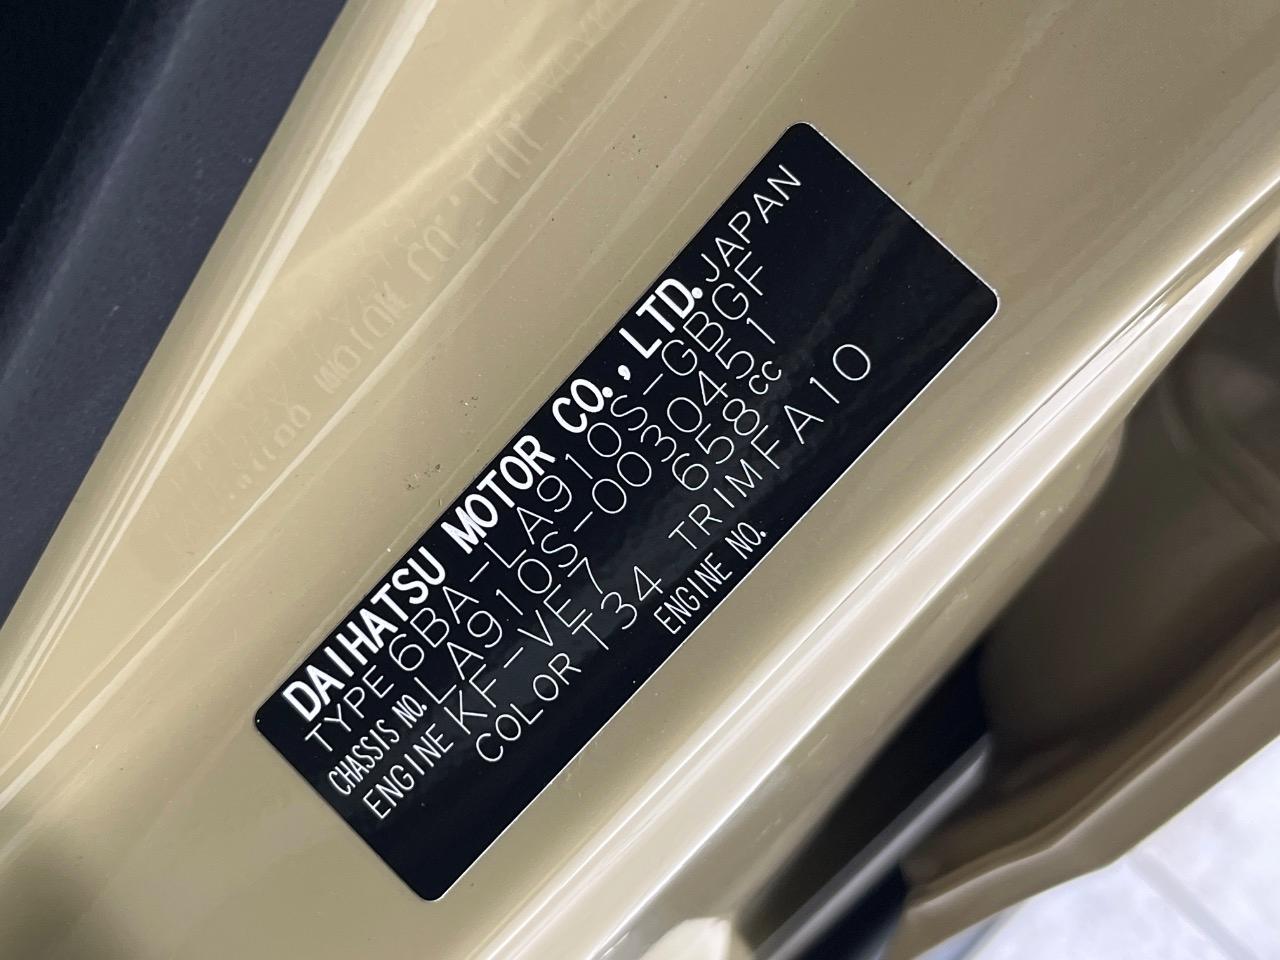 DAIHATSU MOTOR CO., LTD. JAPAN
TYPE 6BA-LA910S-GBGF
CHASSIS NO. LA910S-0030451
ENGINE KF-VE7 658cc
COLOR T34 TRIM FA10
ENGINE NO.